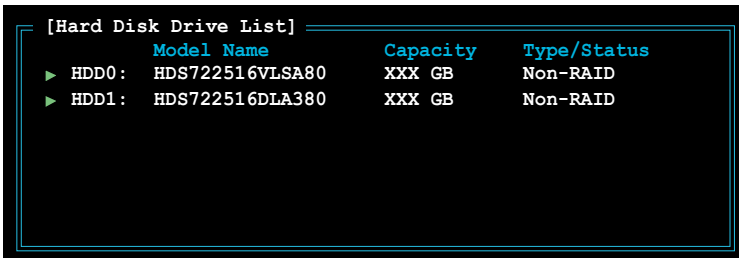 [Hard Disk Drive List]
Model Name Capacity Type/Status
HDD0: HDS722516VLSA80 XXX GB Non-RAID
HDD1: HDS722516DLA380 XXX GB Non-RAID